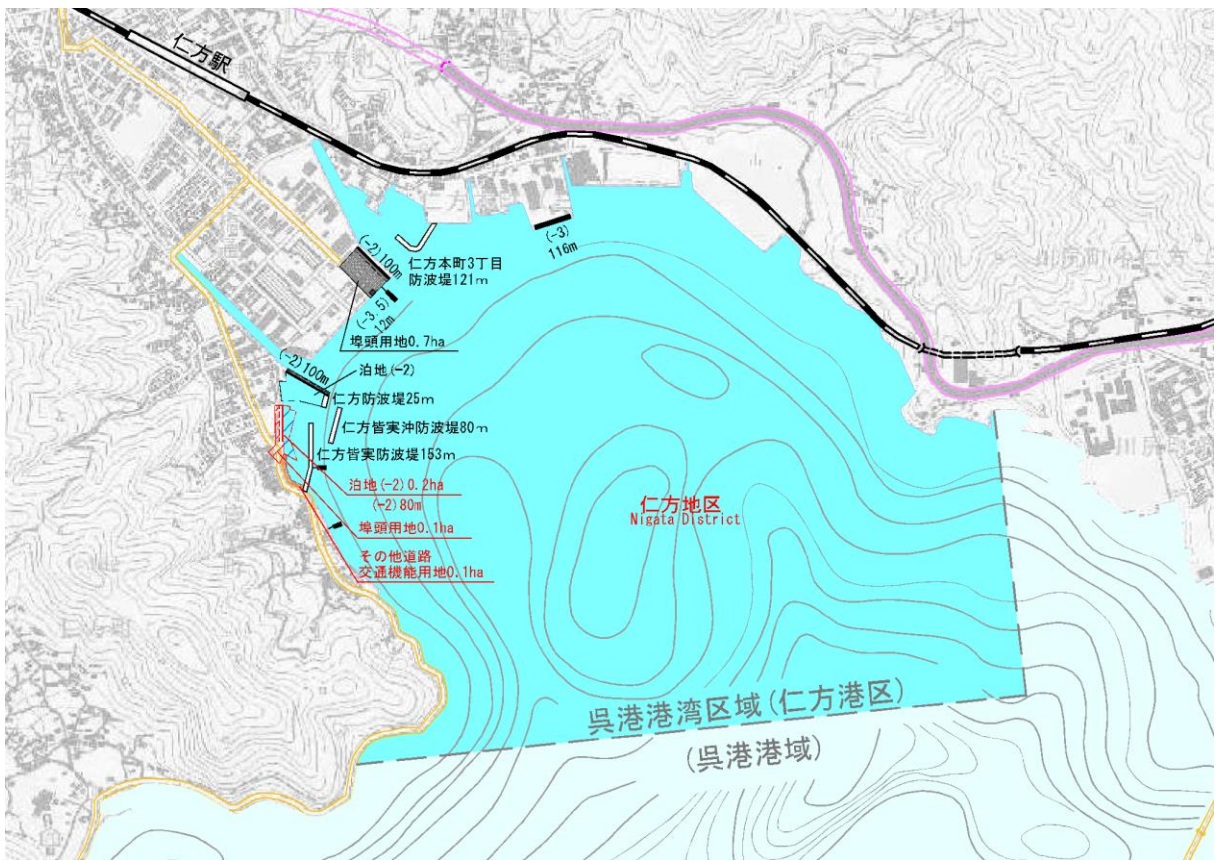 仁方駅
(-3)
116m
(-2)100m
仁方本町3丁目
防波堤121m
(-3.5)
12m
埠頭用地0.7ha
(-2)100m
泊地(-2)
仁方防波堤25m
仁方皆実沖防波堤80m
仁方皆実防波堤153m
泊地(-2)0.2ha
(-2)80m
埠頭用地0.1ha
その他道路
交通機能用地0.1ha
仁方地区
Nigata District
呉港港湾区域(仁方港区)
(呉港港域)